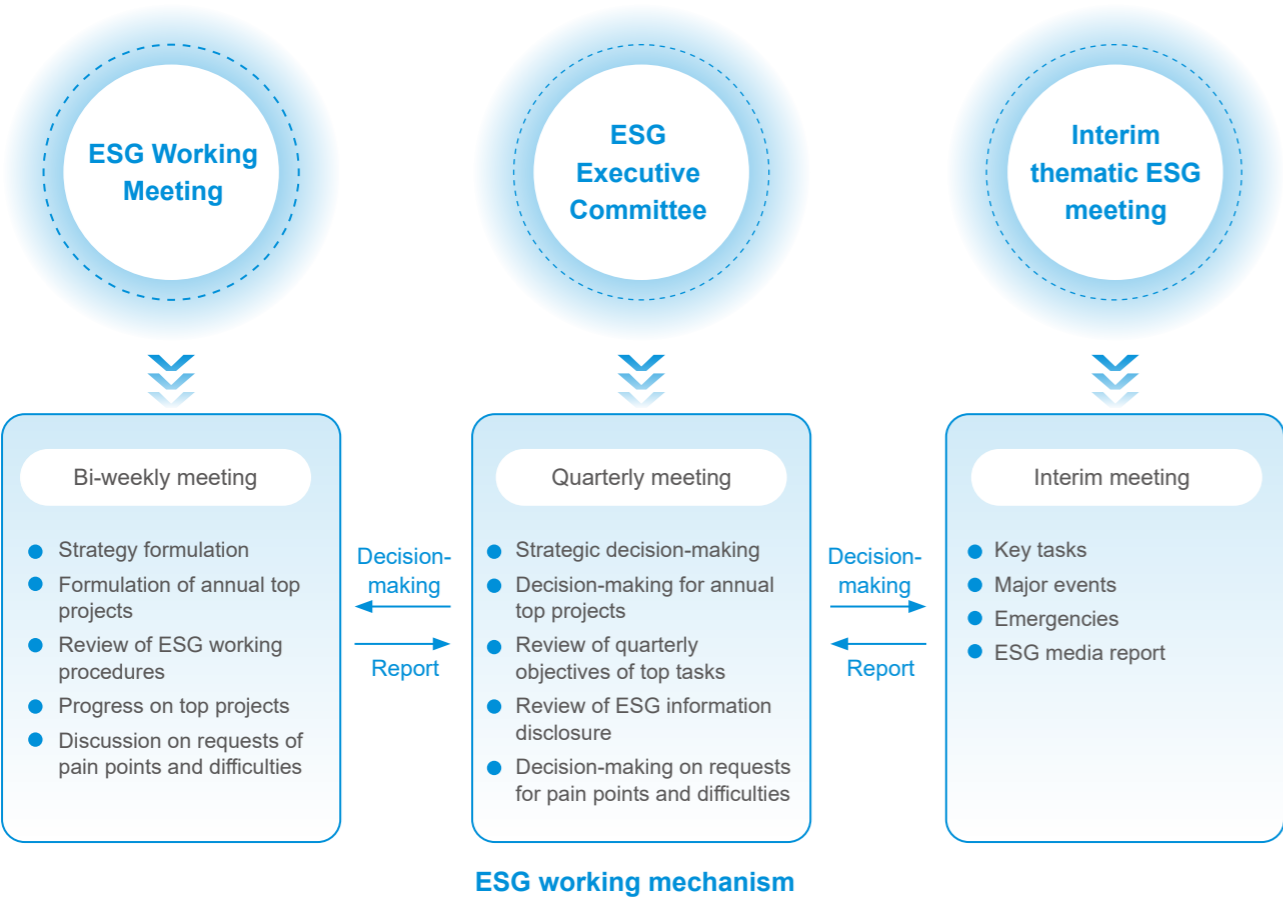 ESG Working
Meeting
ESG
Executive
Committee
Interim
thematic ESG
meeting
Bi-weekly meeting
Strategy formulation
Formulation of annual top
projects
Review of ESG working
procedures
Progress on top projects
Discussion on requests of
pain points and difficulties
Decision-
making
Report
Quarterly meeting
Strategic decision-making
Decision-making for annual
top projects
Review of quarterly
objectives of top tasks
Review of ESG information
disclosure
Decision-making on requests
for pain points and difficulties
Decision-
making
Report
Interim meeting
Key tasks
Major events
Emergencies
ESG media report
ESG working mechanism